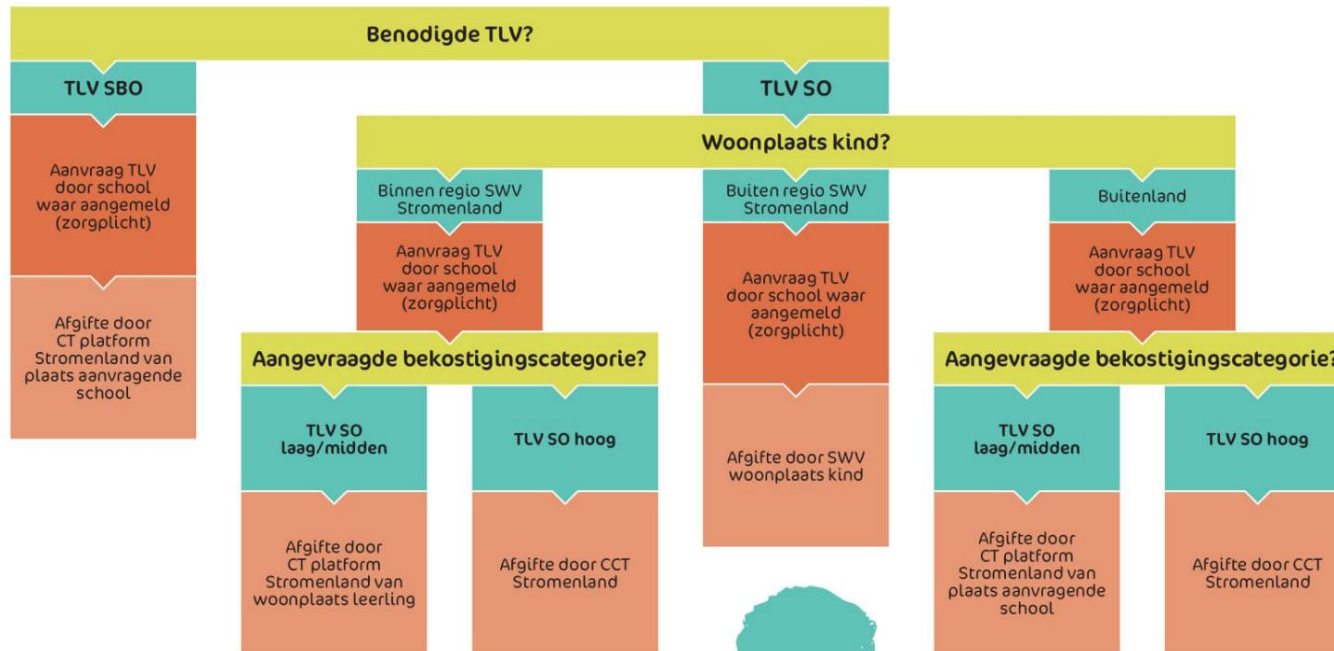 Benodigde TLV?
TLV SBO
TLV SO
Aanvraag TLV
door school
waar aangemeld
(zorgplicht)
Afgifte door
CT platform
Stromenland van
plaats aanvragende
school
Woonplaats kind?
Binnen regio SWV
Stromenland
Aanvraag TLV
door school
waar aangemeld
(zorgplicht)
Aangevraagde bekostigingscategorie?
TLV SO
laag/midden
Afgifte door
CT platform
Stromenland van
woonplaats leerling
TLV SO hoog
Afgifte door CCT
Stromenland
Buiten regio SWV
Stromenland
Aanvraag TLV
door school waar
aangemeld
(zorgplicht)
Afgifte door SWV
woonplaats kind
Buitenland
Aanvraag TLV
door school
waar aangemeld
(zorgplicht)
Aangevraagde bekostigingscategorie?
TLV SO
laag/midden
Afgifte door
CT platform
Stromenland van
plaats aanvragende
school
TLV SO hoog
Afgifte door CCT
Stromenland